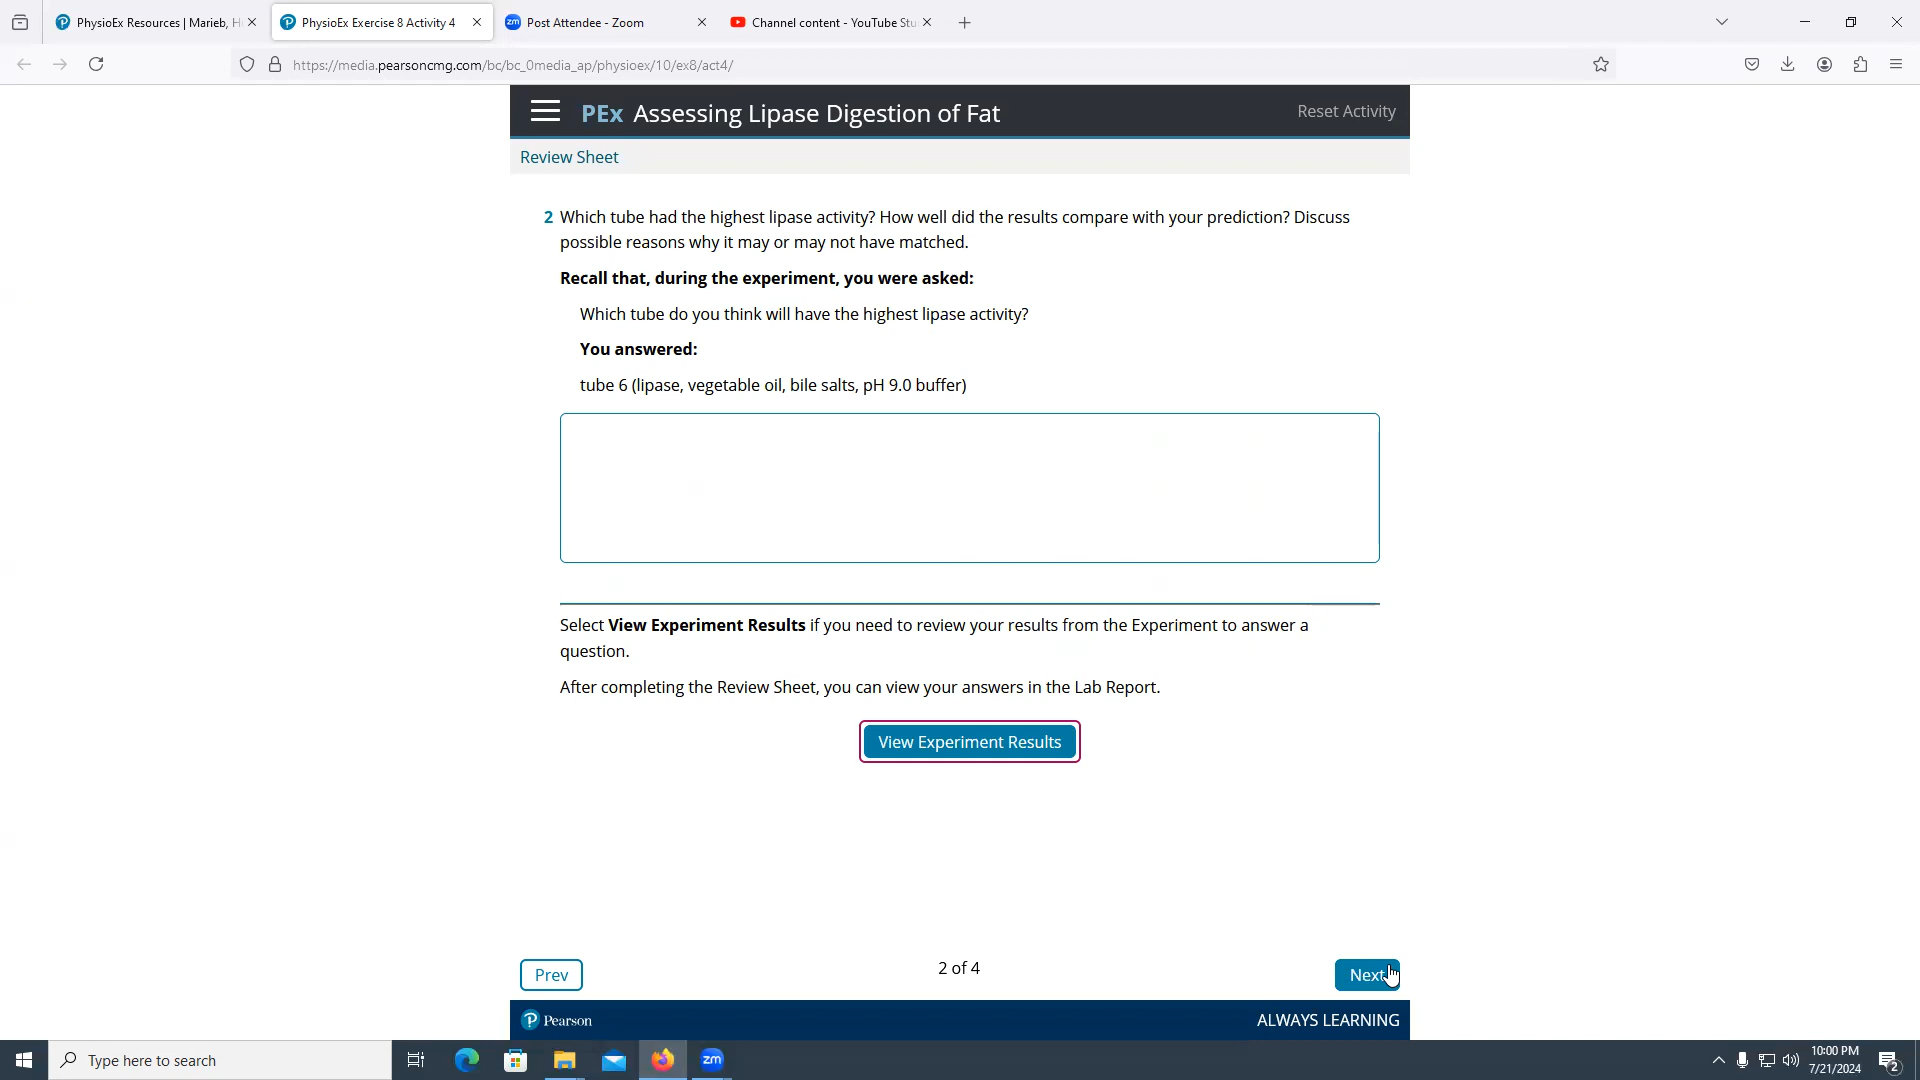 PhysioEx Resources | Marieb, H
PhysioEx Exercise 8 Activity 4
zm Post Attendee - Zoom
Channel content - YouTube Stu
https://media.pearsoncmg.com/bc/bc_0media_ap/physioex/10/ex8/act4/
PEx Assessing Lipase Digestion of Fat
Reset Activity
Review Sheet
2 Which tube had the highest lipase activity? How well did the results compare with your prediction? Discuss
possible reasons why it may or may not have matched.
Recall that, during the experiment, you were asked:
Which tube do you think will have the highest lipase activity?
You answered:
tube 6 (lipase, vegetable oil, bile salts, pH 9.0 buffer)
Select View Experiment Results if you need to review your results from the Experiment to answer a
question.
After completing the Review Sheet, you can view your answers in the Lab Report.
View Experiment Results
Prev
2 of 4
Next
P Pearson
ALWAYS LEARNING
Type here to search
zm
10:00 PM
7/21/2024
2